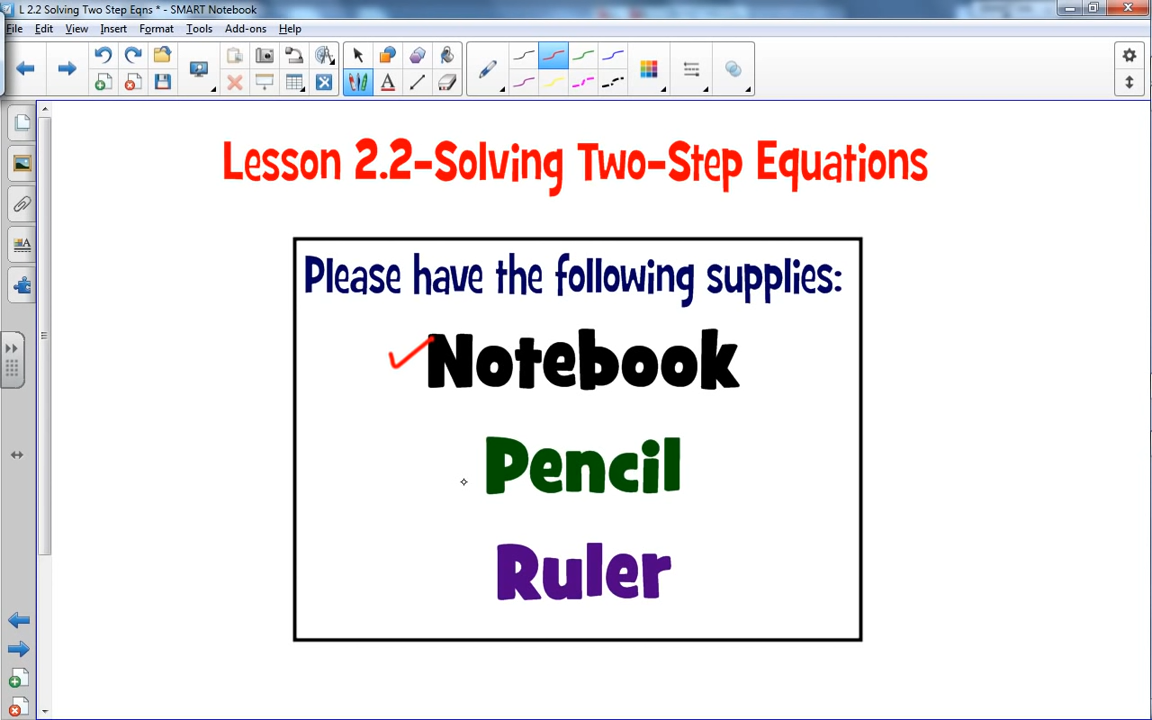 L 2.2 Solving Two Step Eqns * - SMART Notebook
File Edit View Insert Format Tools Add-ons Help
Lesson 2.2-Solving Two-Step Equations
Please have the following supplies:
Notebook
Pencil
Ruler